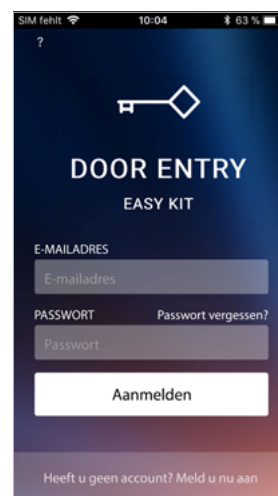 SIM fehlt 10:04 63 %
?
DOOR ENTRY
EASY KIT
E-MAILADRES
E-mailadres
PASSWORT Passwort vergessen?
Passwort
Aanmelden
Heeft u geen account? Meld u nu aan